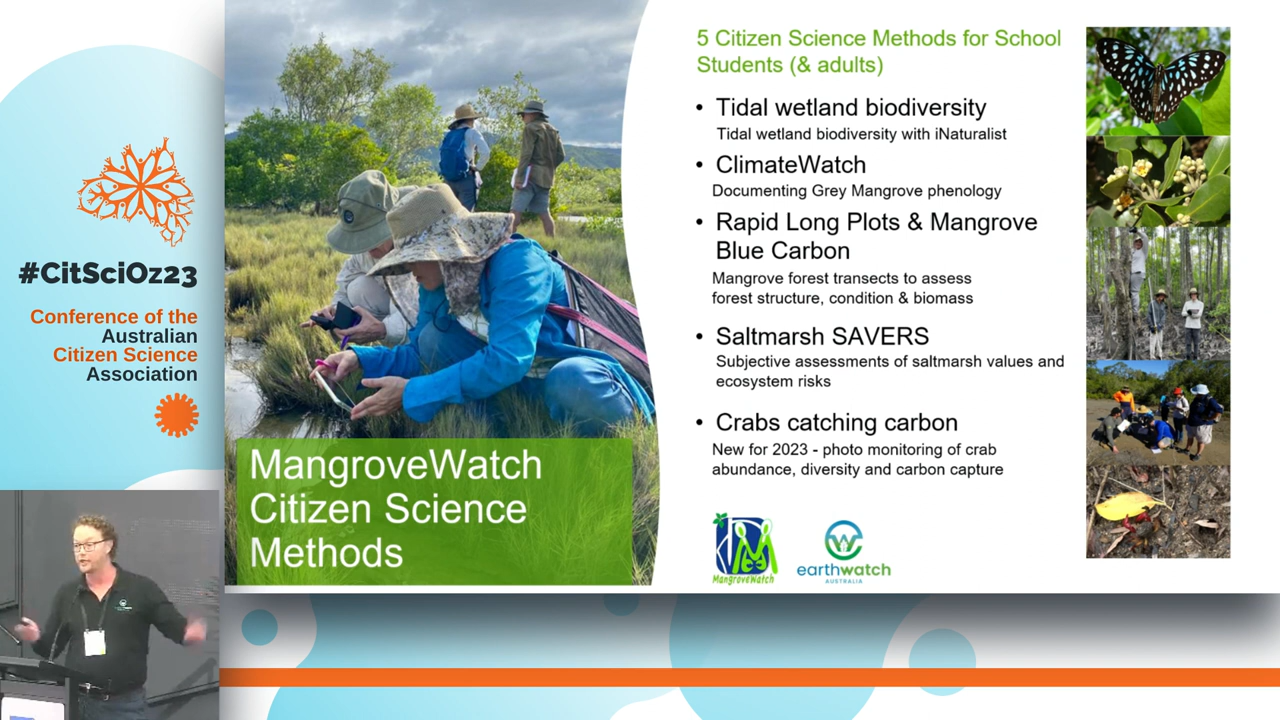 #CitSciOz23
Conference of the
Australian
Citizen Science
Association
MangroveWatch
Citizen Science
Methods
5 Citizen Science Methods for School
Students (& adults)
• Tidal wetland biodiversity
Tidal wetland biodiversity with iNaturalist
• ClimateWatch
Documenting Grey Mangrove phenology
• Rapid Long Plots & Mangrove
Blue Carbon
Mangrove forest transects to assess
forest structure, condition & biomass
• Saltmarsh SAVERS
Subjective assessments of saltmarsh values and
ecosystem risks
• Crabs catching carbon
New for 2023 - photo monitoring of crab
abundance, diversity and carbon capture
MangroveWatch
earthwatch
AUSTRALIA